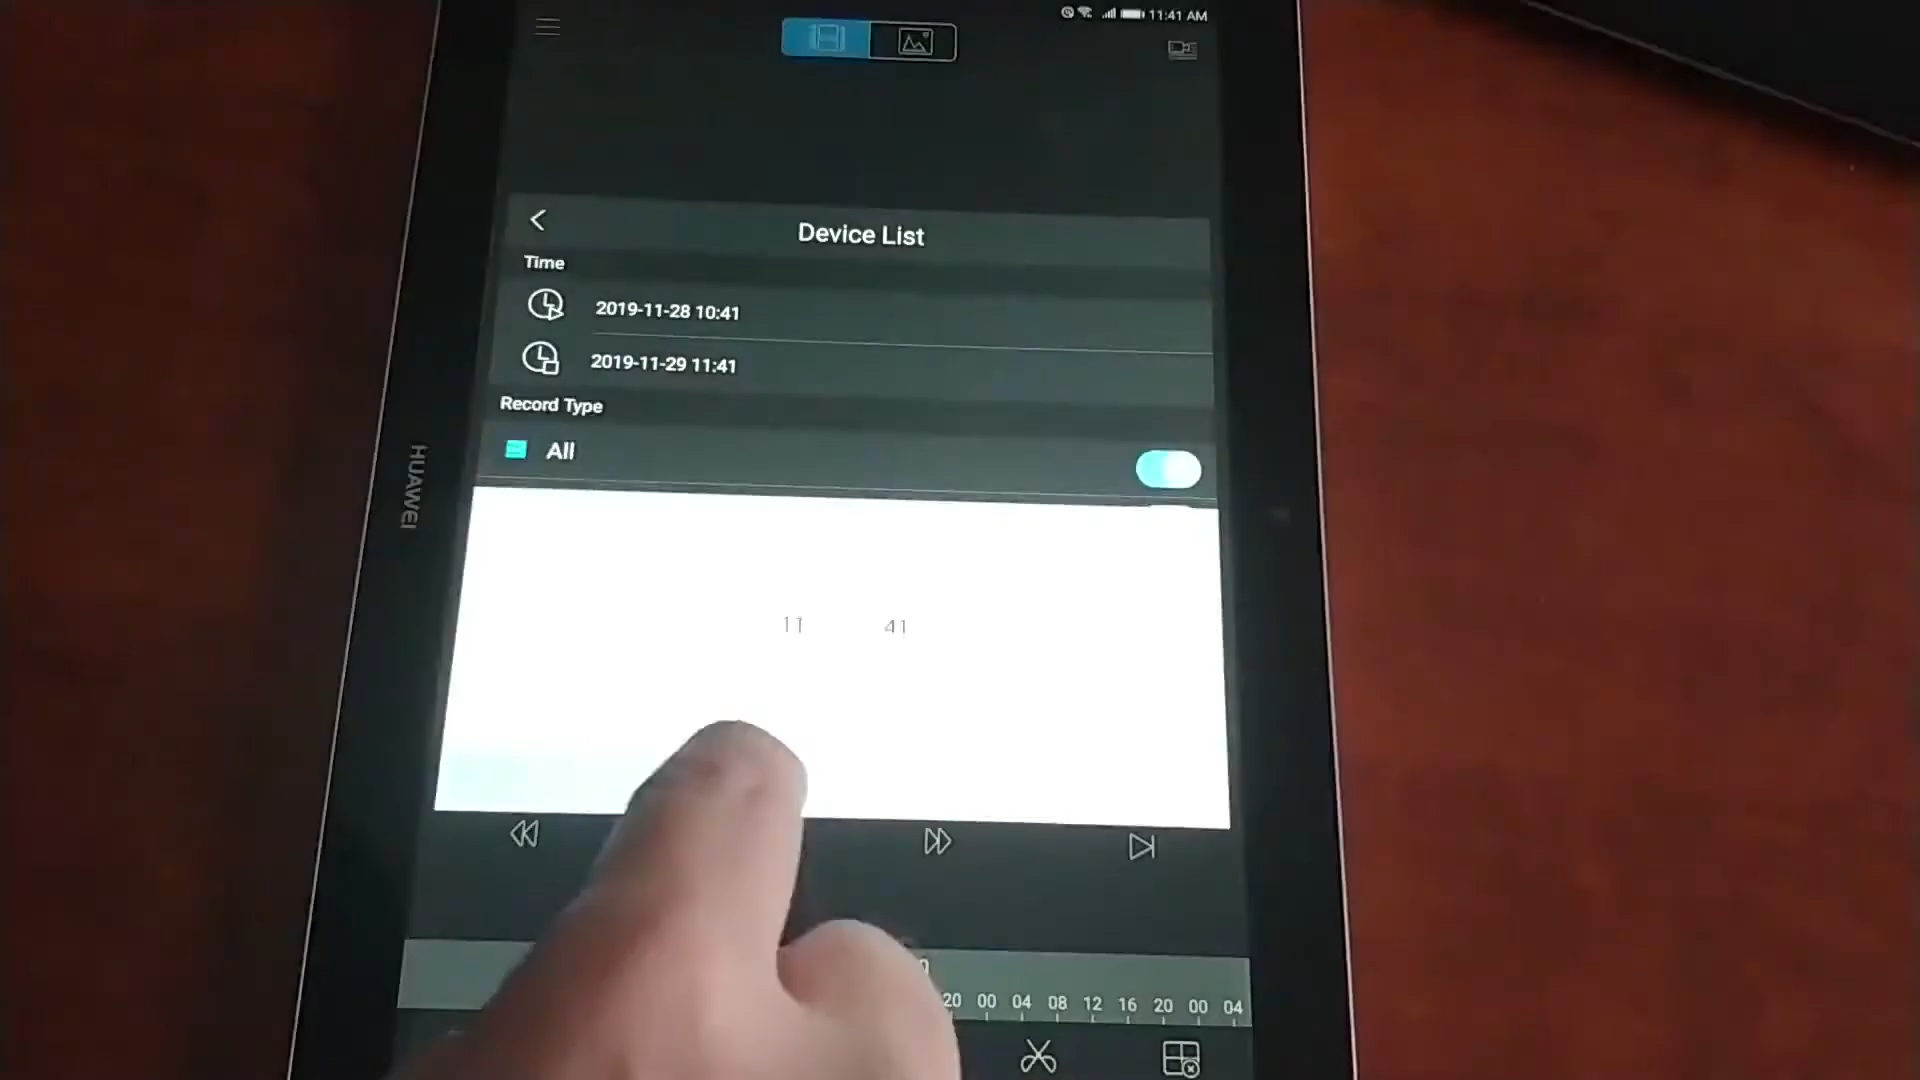 11:41 AM
Device List
Time
2019-11-28 10:41
2019-11-29 11:41
Record Type
All
HUAWEI
11 41
20 00 04 08 12 16 20 00 04